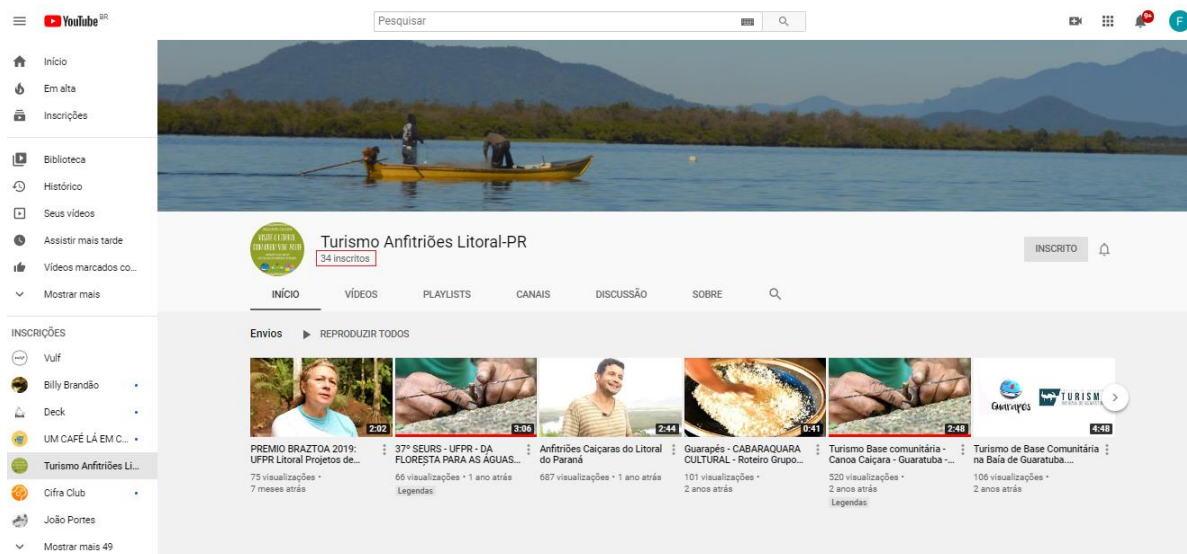 YouTube BR
Pesquisar
9+
F
Início
Em alta
Inscrições
Biblioteca
Histórico
Seus vídeos
Assistir mais tarde
Vídeos marcados co...
Mostrar mais
INSCRIÇÕES
Vulf
Billy Brandão
Deck
UM CAFÉ LÁ EM C...
Turismo Anfitriões Li...
Cifra Club
João Portes
Mostrar mais 49
Turismo Anfitriões Litoral-PR
34 inscritos
INSCRITO
INÍCIO VÍDEOS PLAYLISTS CANAIS DISCUSSÃO SOBRE
Envios REPRODUZIR TODOS
2:02
PREMIO BRAZTOA 2019:
UFPR Litoral Projetos de...
75 visualizações •
7 meses atrás
3:06
37º SEURS - UFPR - DA
FLORESTA PARA AS ÁGUAS...
66 visualizações • 1 ano atrás
Legendas
2:44
Anfitriões Caiçaras do Litoral
do Paraná
687 visualizações • 1 ano atrás
0:41
Guarapés - CABARAQUARA
CULTURAL - Roteiro Grupo...
101 visualizações •
2 anos atrás
2:48
Turismo Base comunitária -
Canoa Caiçara - Guaratuba -...
520 visualizações •
2 anos atrás
Legendas
Guarapés
TURISM
4:48
Turismo de Base Comunitária
na Baía de Guaratuba....
106 visualizações •
2 anos atrás